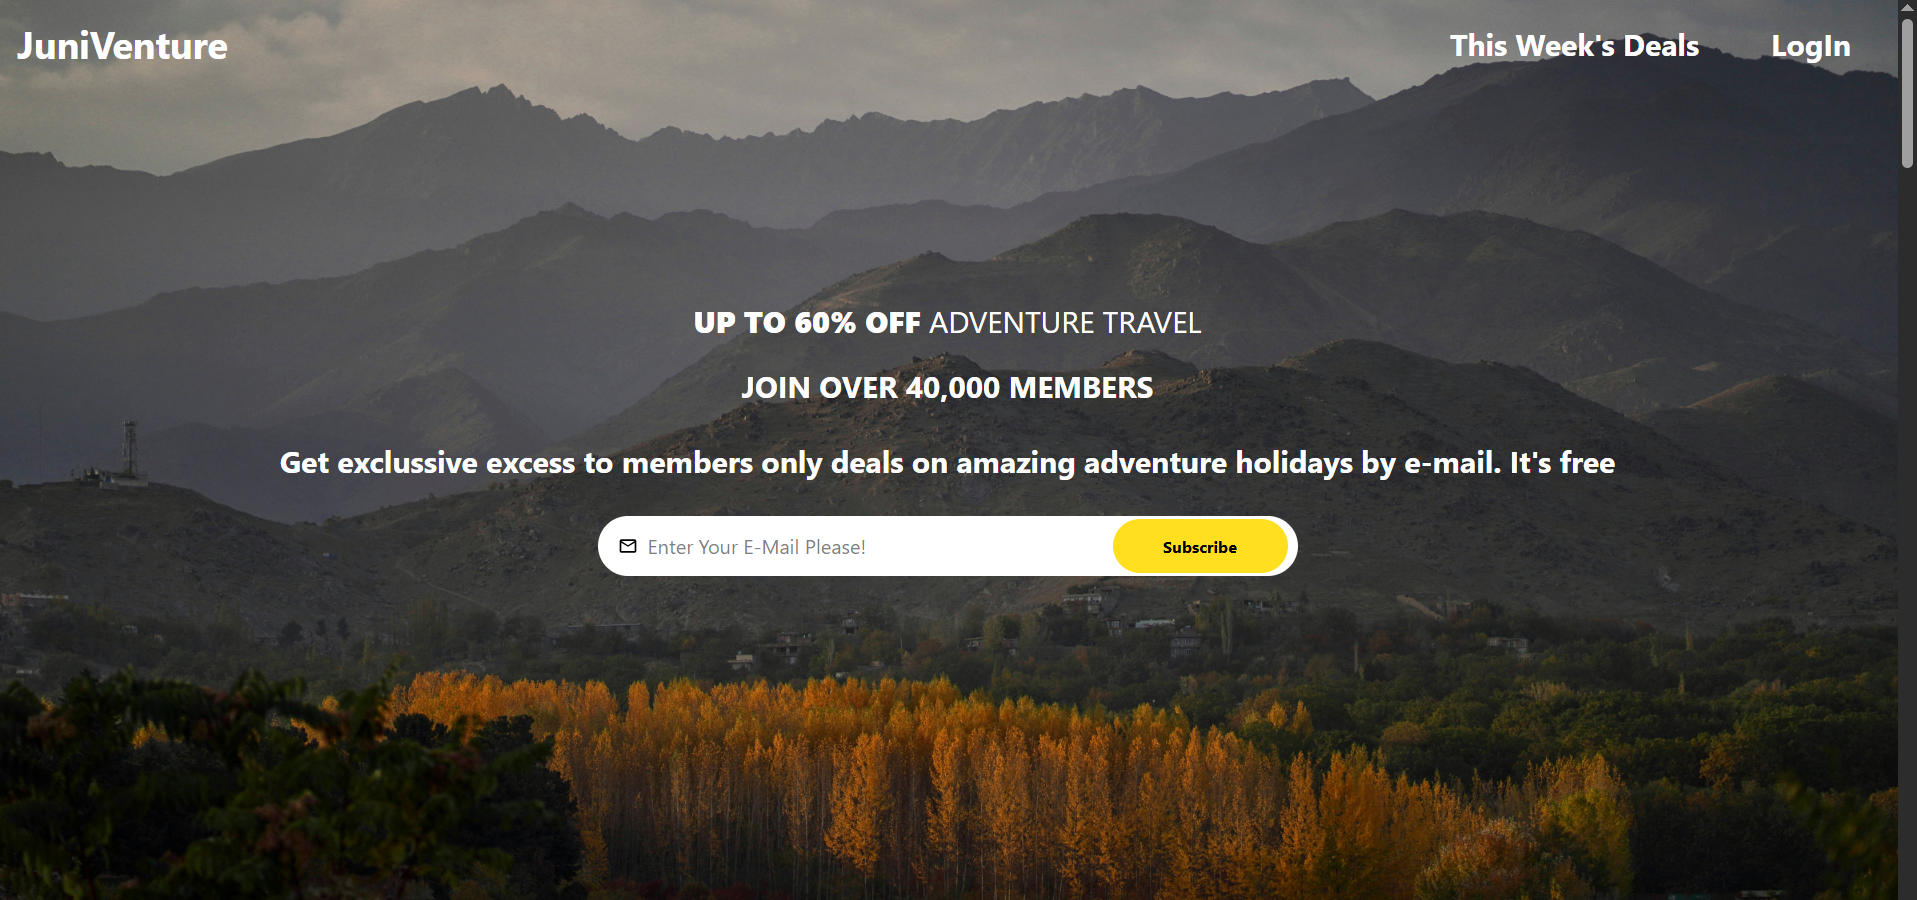 JuniVenture
This Week's Deals
LogIn
UP TO 60% OFF ADVENTURE TRAVEL
JOIN OVER 40,000 MEMBERS
Get exclussive excess to members only deals on amazing adventure holidays by e-mail. It's free
Enter Your E-Mail Please!
Subscribe